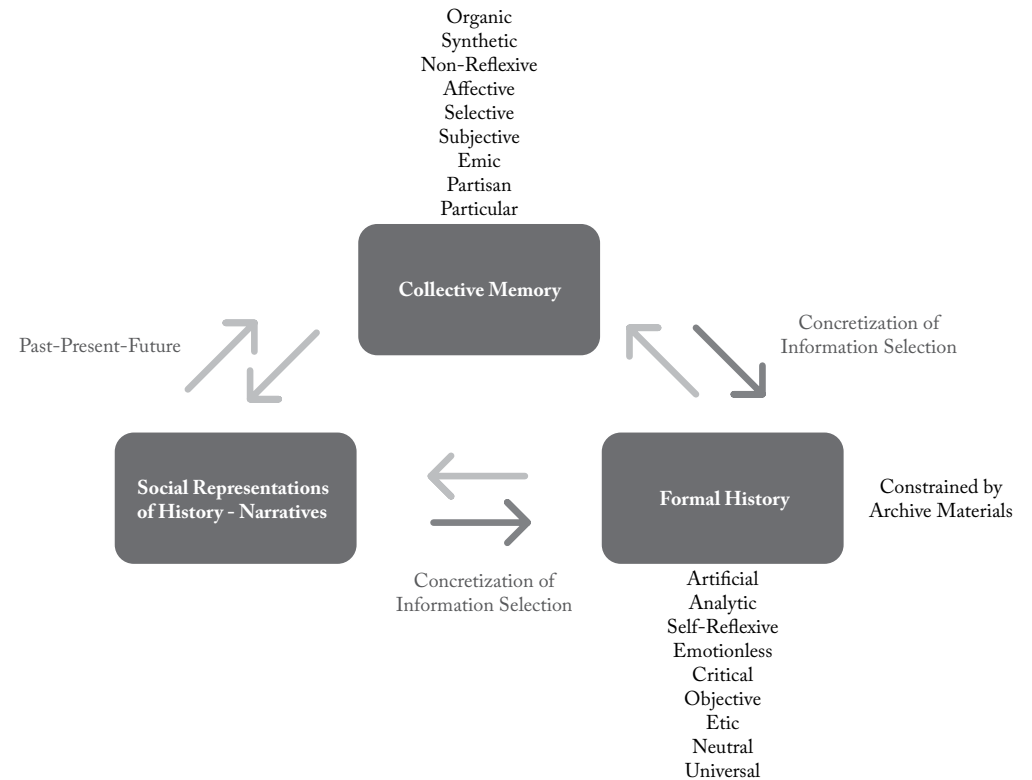 Organic
Synthetic
Non-Reflexive
Affective
Selective
Subjective
Emic
Partisan
Particular
Collective Memory
Past-Present-Future
Concretization of
Information Selection
Social Representations
of History - Narratives
Formal History
Constrained by
Archive Materials
Concretization of
Information Selection
Artificial
Analytic
Self-Reflexive
Emotionless
Critical
Objective
Etic
Neutral
Universal